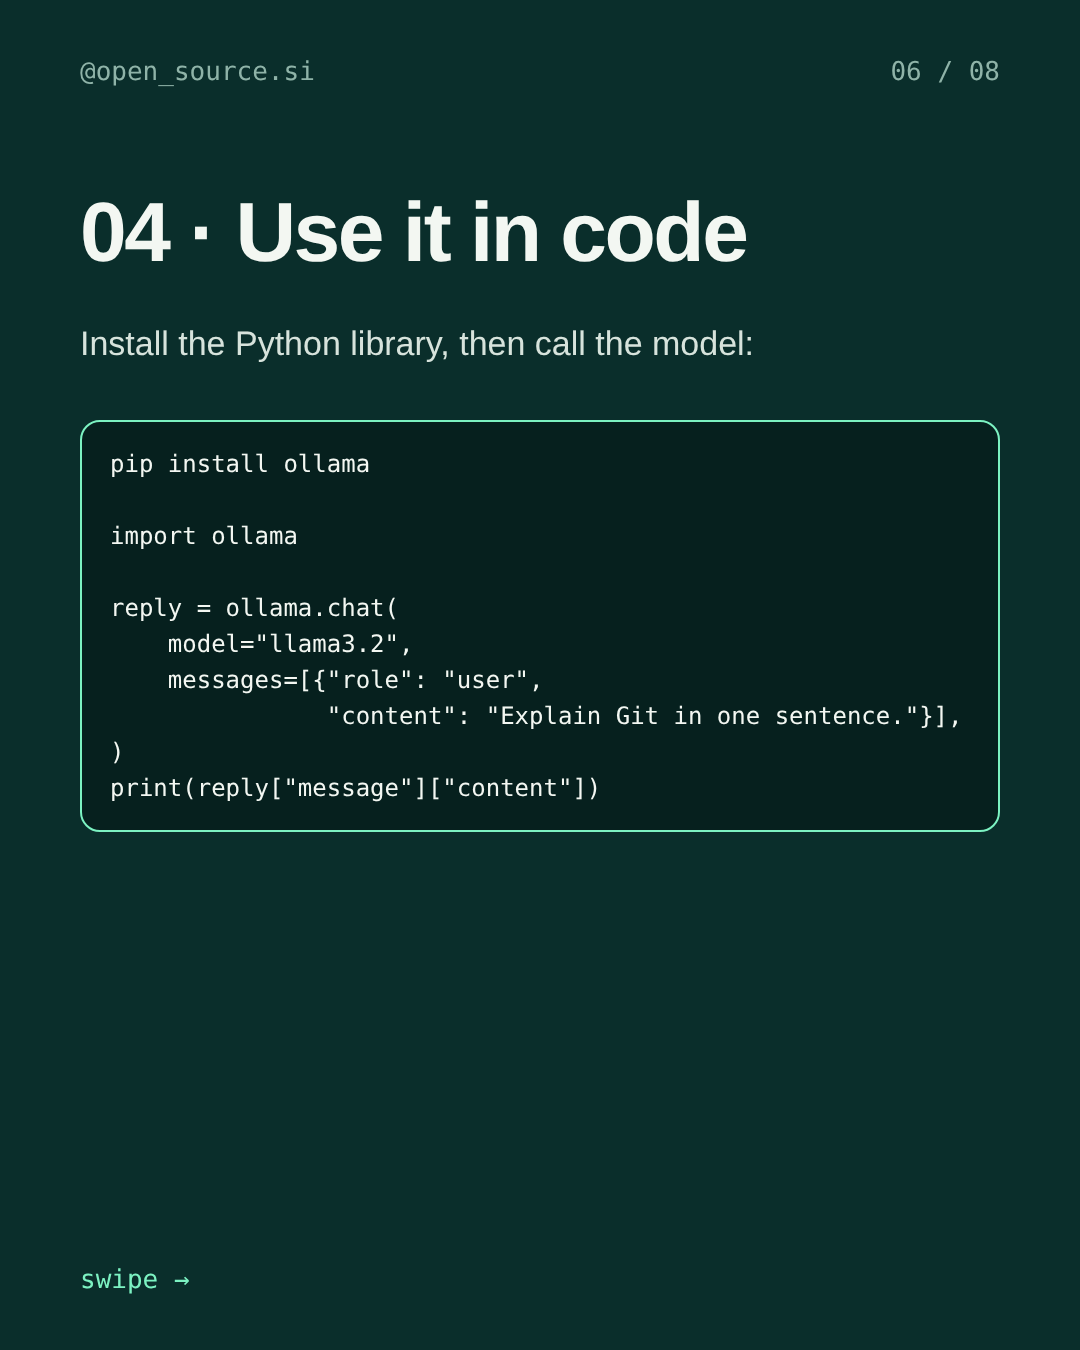 @open_source.si
06 / 08
04 · Use it in code
Install the Python library, then call the model:
pip install ollama
import ollama
reply = ollama.chat(
    model="llama3.2",
    messages=[{"role": "user",
               "content": "Explain Git in one sentence."}],
)
print(reply["message"]["content"])
swipe →